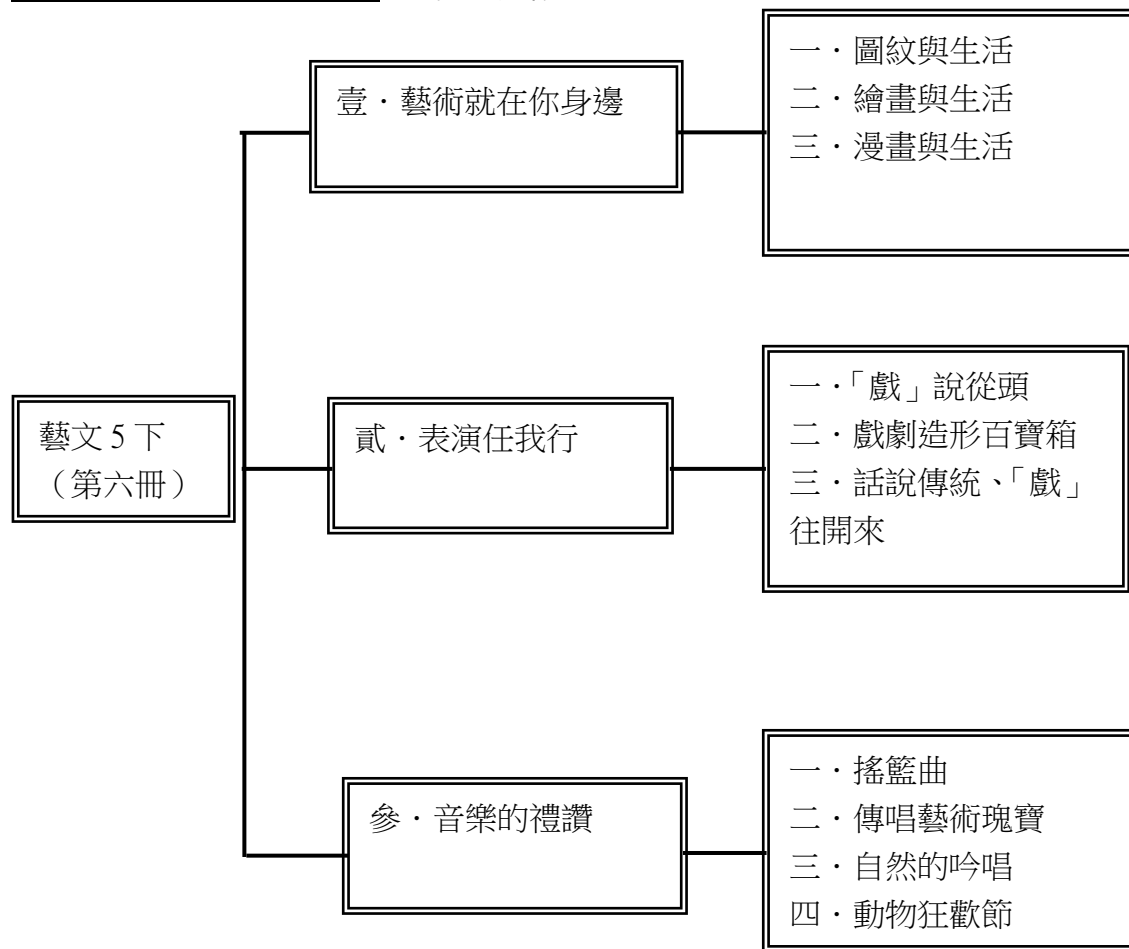 藝文 5 下
（第六冊）
壹．藝術就在你身邊
一．圖紋與生活
二．繪畫與生活
三．漫畫與生活
貳．表演任我行
一．「戲」說從頭
二．戲劇造形百寶箱
三．話說傳統、「戲」
往開來
參．音樂的禮讚
一．搖籃曲
二．傳唱藝術瑰寶
三．自然的吟唱
四．動物狂歡節